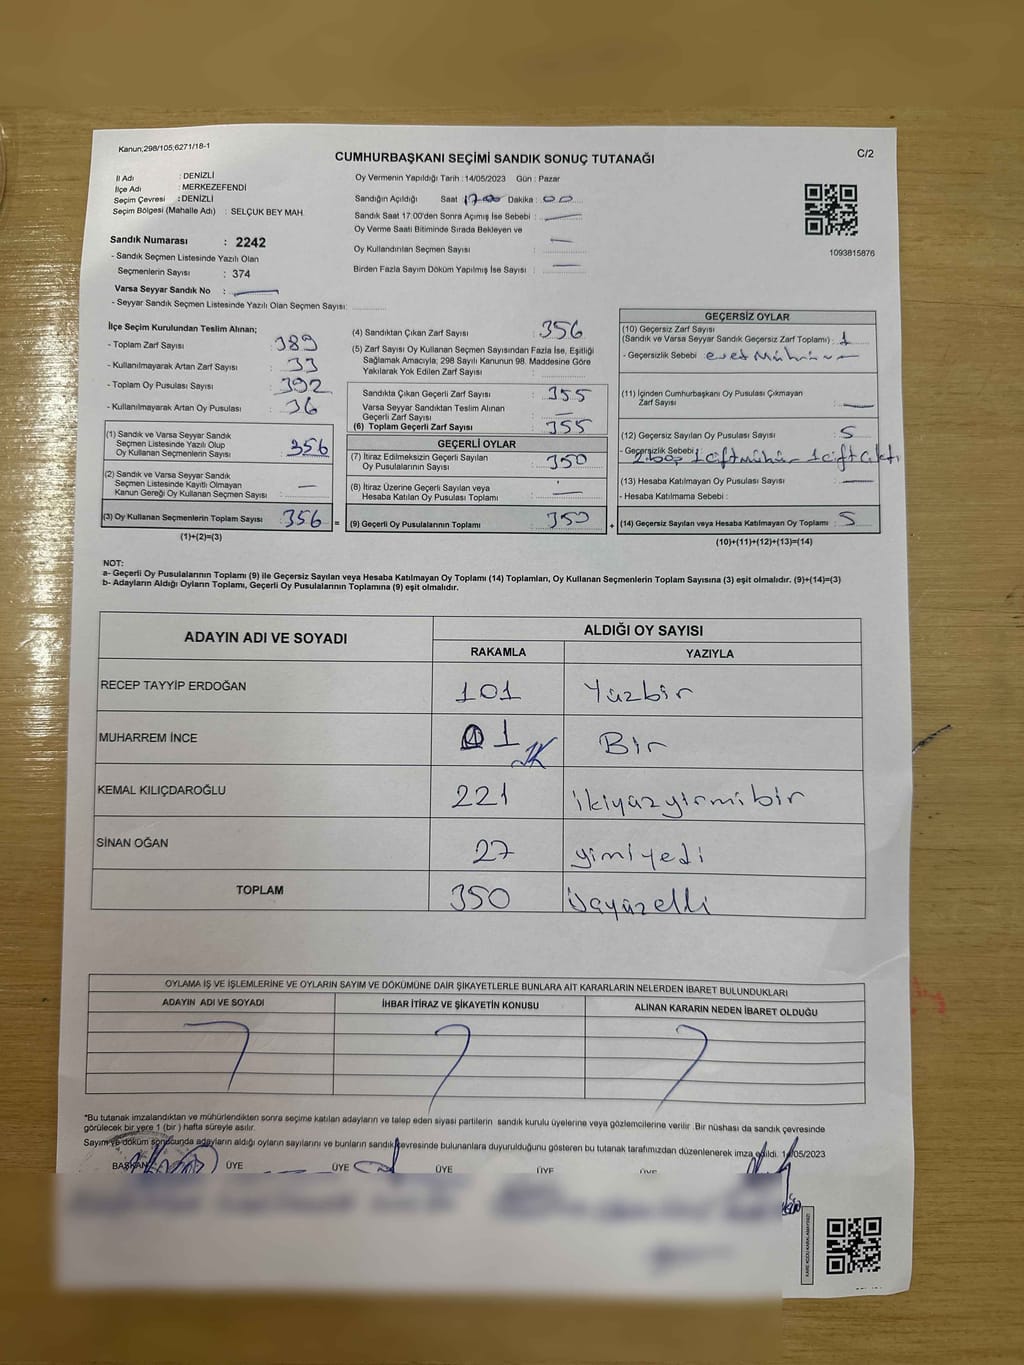 Kanun;298/105;6271/18-1
CUMHURBAŞKANI SEÇİMİ SANDIK SONUÇ TUTANAĞI
C/2
İl Adı : DENİZLİ
İlçe Adı : MERKEZEFENDİ
Seçim Çevresi : DENİZLİ
Seçim Bölgesi (Mahalle Adı) : SELÇUK BEY MAH.
Sandık Numarası : 2242
- Sandık Seçmen Listesinde Yazılı Olan
Seçmenlerin Sayısı : 374
Varsa Seyyar Sandık No :
- Seyyar Sandık Seçmen Listesinde Yazılı Olan Seçmen Sayısı:
Oy Vermenin Yapıldığı Tarih :14/05/2023 Gün : Pazar
Sandığın Açıldığı Saat 17.00 Dakika : 00
Sandık Saat 17.00'den Sonra Açılmış İse Sebebi :
Oy Verme Saati Bitiminde Sırada Bekleyen ve
Oy Kullandırılan Seçmen Sayısı :
Birden Fazla Sayım Döküm Yapılmış İse Sayısı :
1093815876
İlçe Seçim Kurulundan Teslim Alınan;
- Toplam Zarf Sayısı : 389
- Kullanılmayarak Artan Zarf Sayısı : 33
- Toplam Oy Pusulası Sayısı : 392
- Kullanılmayarak Artan Oy Pusulası : 36
(1) Sandık ve Varsa Seyyar Sandık
Seçmen Listesinde Yazılı Olup
Oy Kullanan Seçmenlerin Sayısı : 356
(2) Sandık ve Varsa Seyyar Sandık
Seçmen Listesinde Kayıtlı Olmayan
Kanun Gereği Oy Kullanan Seçmen Sayısı : —
(3) Oy Kullanan Seçmenlerin Toplam Sayısı : 356 =
(1)+(2)=(3)
(4) Sandıktan Çıkan Zarf Sayısı : 356
(5) Zarf Sayısı Oy Kullanan Seçmen Sayısından Fazla İse, Eşitliği
Sağlamak Amacıyla; 298 Sayılı Kanunun 98. Maddesine Göre
Yakılarak Yok Edilen Zarf Sayısı :
Sandıkta Çıkan Geçerli Zarf Sayısı : 355
Varsa Seyyar Sandıktan Teslim Alınan
Geçerli Zarf Sayısı : —
(6) Toplam Geçerli Zarf Sayısı : 355
GEÇERLİ OYLAR
(7) İtiraz Edilmeksizin Geçerli Sayılan
Oy Pusulalarının Sayısı : 350
(8) İtiraz Üzerine Geçerli Sayılan veya
Hesaba Katılan Oy Pusulası Toplamı : —
(9) Geçerli Oy Pusulalarının Toplamı : 350 +
GEÇERSİZ OYLAR
(10) Geçersiz Zarf Sayısı
(Sandık ve Varsa Seyyar Sandık Geçersiz Zarf Toplamı) : 1
- Geçersizlik Sebebi : evet
(11) İçinden Cumhurbaşkanı Oy Pusulası Çıkmayan
Zarf Sayısı : —
(12) Geçersiz Sayılan Oy Pusulası Sayısı : 5
- Geçersizlik Sebebi : 2 boş 1 çift mühür 1 çift çıktı
(13) Hesaba Katılmayan Oy Pusulası Sayısı : —
- Hesaba Katılmama Sebebi :
(14) Geçersiz Sayılan veya Hesaba Katılmayan Oy Toplamı : 5
(10)+(11)+(12)+(13)=(14)
NOT:
a- Geçerli Oy Pusulalarının Toplamı (9) ile Geçersiz Sayılan veya Hesaba Katılmayan Oy Toplamı (14) Toplamları, Oy Kullanan Seçmenlerin Toplam Sayısına (3) eşit olmalıdır. (9)+(14)=(3)
b- Adayların Aldığı Oyların Toplamı, Geçerli Oy Pusulalarının Toplamına (9) eşit olmalıdır.
ADAYIN ADI VE SOYADI ALDIĞI OY SAYISI
RAKAMLA YAZIYLA
RECEP TAYYİP ERDOĞAN 101 Yüzbir
MUHARREM İNCE 1 Bir
KEMAL KILIÇDAROĞLU 221 ikiyüzyirmibir
SİNAN OĞAN 27 yimiyedi
TOPLAM 350
OYLAMA İŞ VE İŞLEMLERİNE VE OYLARIN SAYIM VE DÖKÜMÜNE DAİR ŞİKAYETLERLE BUNLARA AİT KARARLARIN NELERDEN İBARET BULUNDUKLARI
ADAYIN ADI VE SOYADI İHBAR İTİRAZ VE ŞİKAYETİN KONUSU ALINAN KARARIN NEDEN İBARET OLDUĞU
*Bu tutanak imzalandıktan ve mühürlendikten sonra seçime katılan adayların ve talep eden siyasi partilerin sandık kurulu üyelerine veya gözlemcilerine verilir .Bir nüshası da sandık çevresinde
görülecek bir yere 1 (bir ) hafta süreyle asılır.
Sayım ve döküm sonucunda adayların aldığı oyların sayılarını ve bunların sandık çevresinde bulunanlara duyurulduğunu gösteren bu tutanak tarafımızdan düzenlenerek imza edildi. 14/05/2023
BAŞKAN ÜYE ÜYE ÜYE ÜYE ÜYE